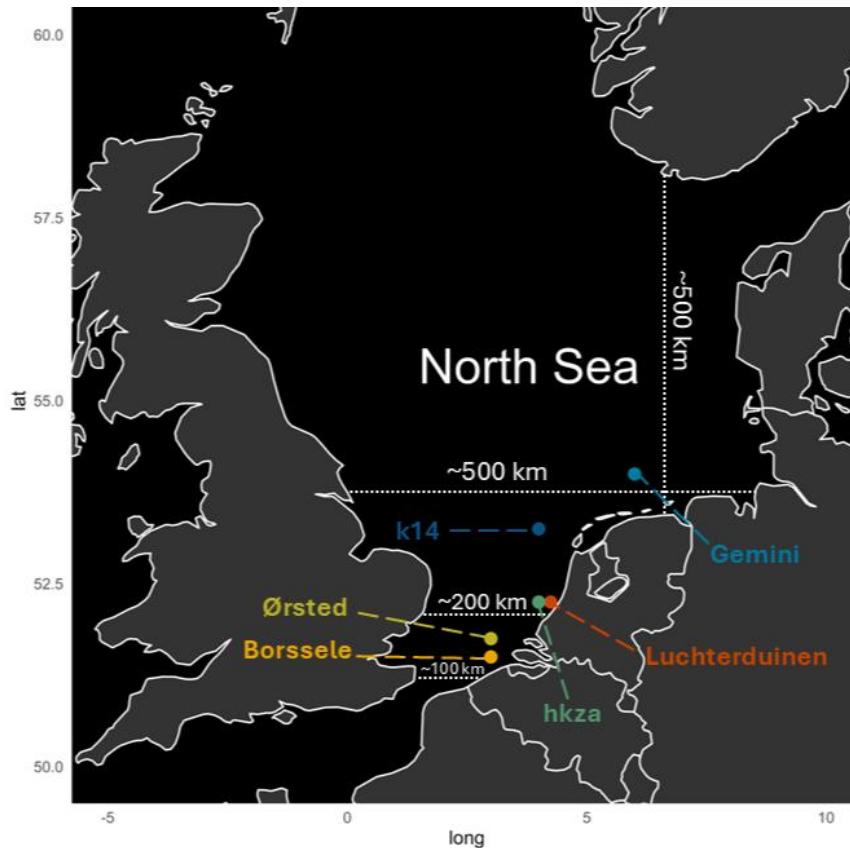 60.0
57.5
~500 km
lat
55.0
North Sea
~500 km
k14
Gemini
52.5
~200 km
Ørsted
Borssele
~100 km
Luchterduinen
hkza
50.0
-5
0
5
10
long